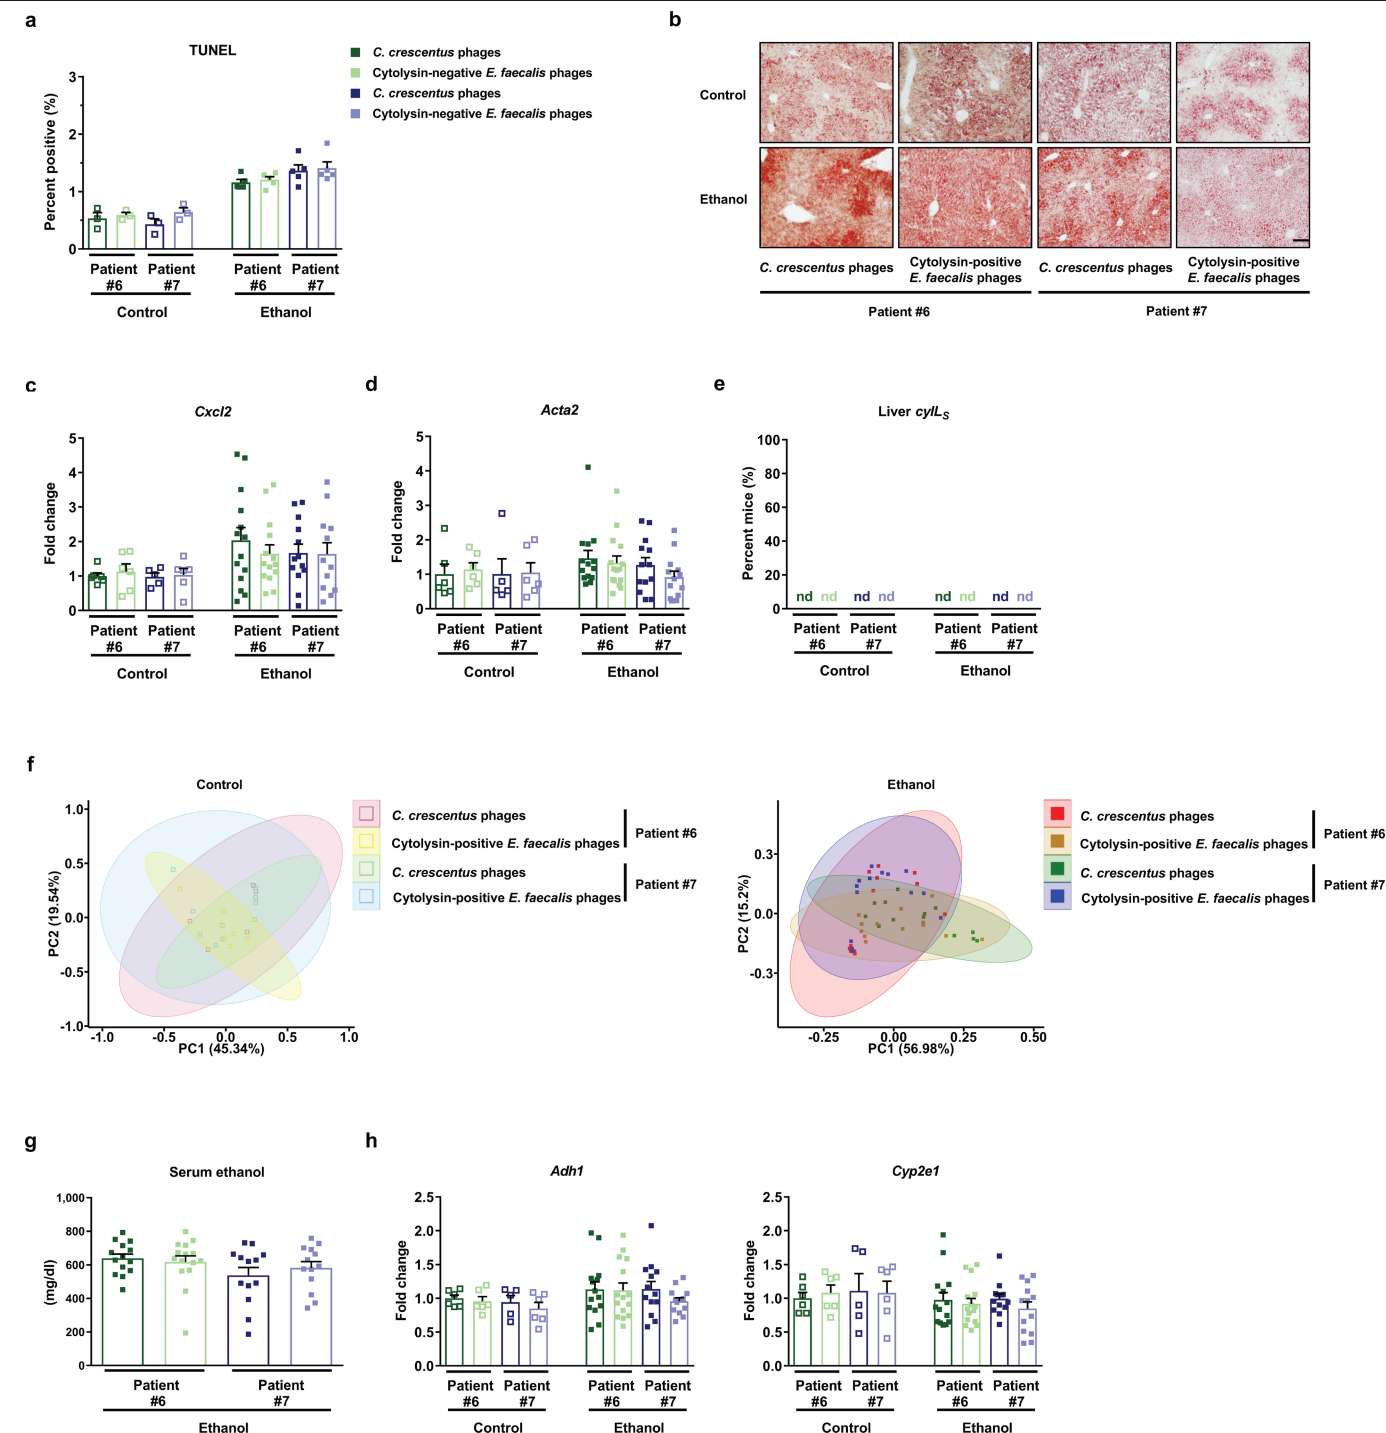 a
TUNEL
C. crescentus phages
Cytolysin-negative E. faecalis phages
C. crescentus phages
Cytolysin-negative E. faecalis phages
Percent positive (%)
3
2
1
0
Patient #6
Patient #7
Patient #6
Patient #7
Control
Ethanol
b
Control
Ethanol
C. crescentus phages
Cytolysin-positive
E. faecalis phages
C. crescentus phages
Cytolysin-positive
E. faecalis phages
Patient #6
Patient #7
c
Cxcl2
Fold change
5
4
3
2
1
0
Patient #6
Patient #7
Patient #6
Patient #7
Control
Ethanol
d
Acta2
Fold change
5
4
3
2
1
0
Patient #6
Patient #7
Patient #6
Patient #7
Control
Ethanol
e
Liver cylLS
Percent mice (%)
100
80
60
40
20
0
nd nd nd nd nd nd nd nd
Patient #6
Patient #7
Patient #6
Patient #7
Control
Ethanol
f
Control
PC2 (19.54%)
1.0
0.5
0.0
-0.5
-1.0
-1.0 -0.5 0.0 0.5 1.0
PC1 (45.34%)
C. crescentus phages
Cytolysin-positive E. faecalis phages
Patient #6
C. crescentus phages
Cytolysin-positive E. faecalis phages
Patient #7
Ethanol
PC2 (15.2%)
0.3
0.0
-0.3
-0.25 0.00 0.25 0.50
PC1 (56.98%)
C. crescentus phages
Cytolysin-positive E. faecalis phages
Patient #6
C. crescentus phages
Cytolysin-positive E. faecalis phages
Patient #7
g
Serum ethanol
(mg/dl)
1,000
800
600
400
200
0
Patient #6
Patient #7
Ethanol
h
Adh1
Fold change
2.5
2.0
1.5
1.0
0.5
0.0
Patient #6
Patient #7
Patient #6
Patient #7
Control
Ethanol
Cyp2e1
Fold change
2.5
2.0
1.5
1.0
0.5
0.0
Patient #6
Patient #7
Patient #6
Patient #7
Control
Ethanol